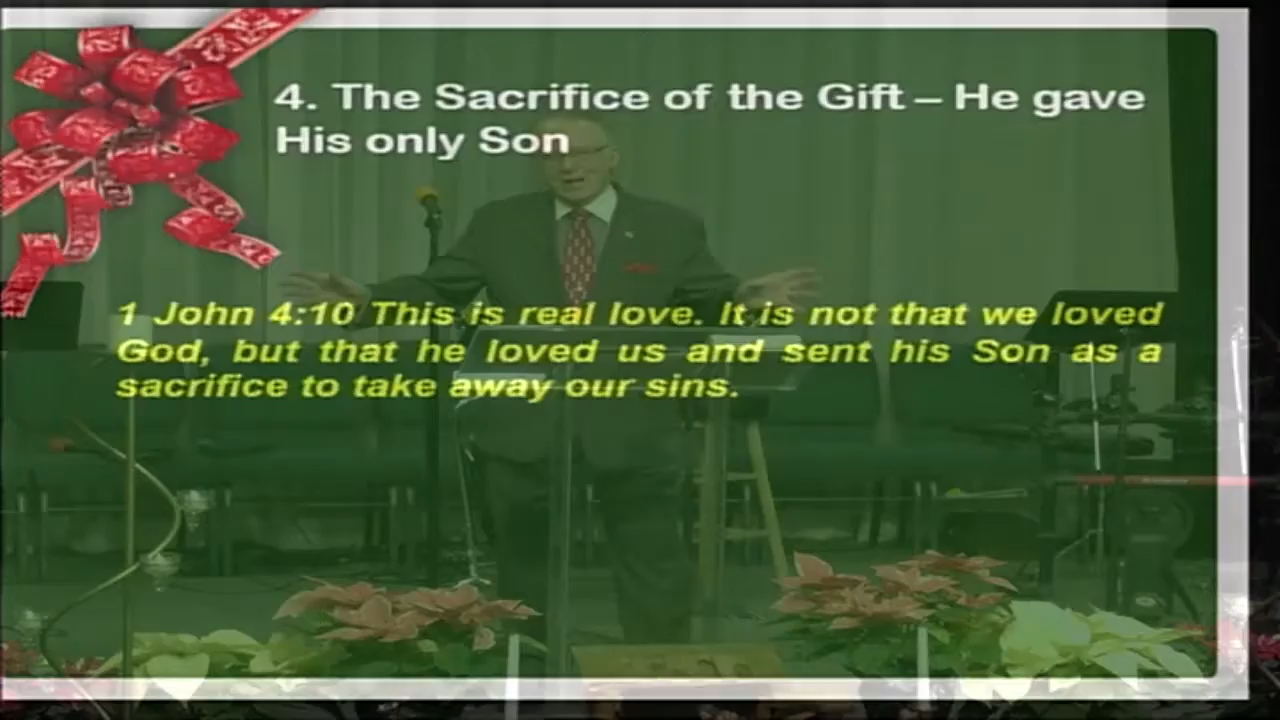 4. The Sacrifice of the Gift – He gave
His only Son
1 John 4:10 This is real love. It is not that we loved
God, but that he loved us and sent his Son as a
sacrifice to take away our sins.